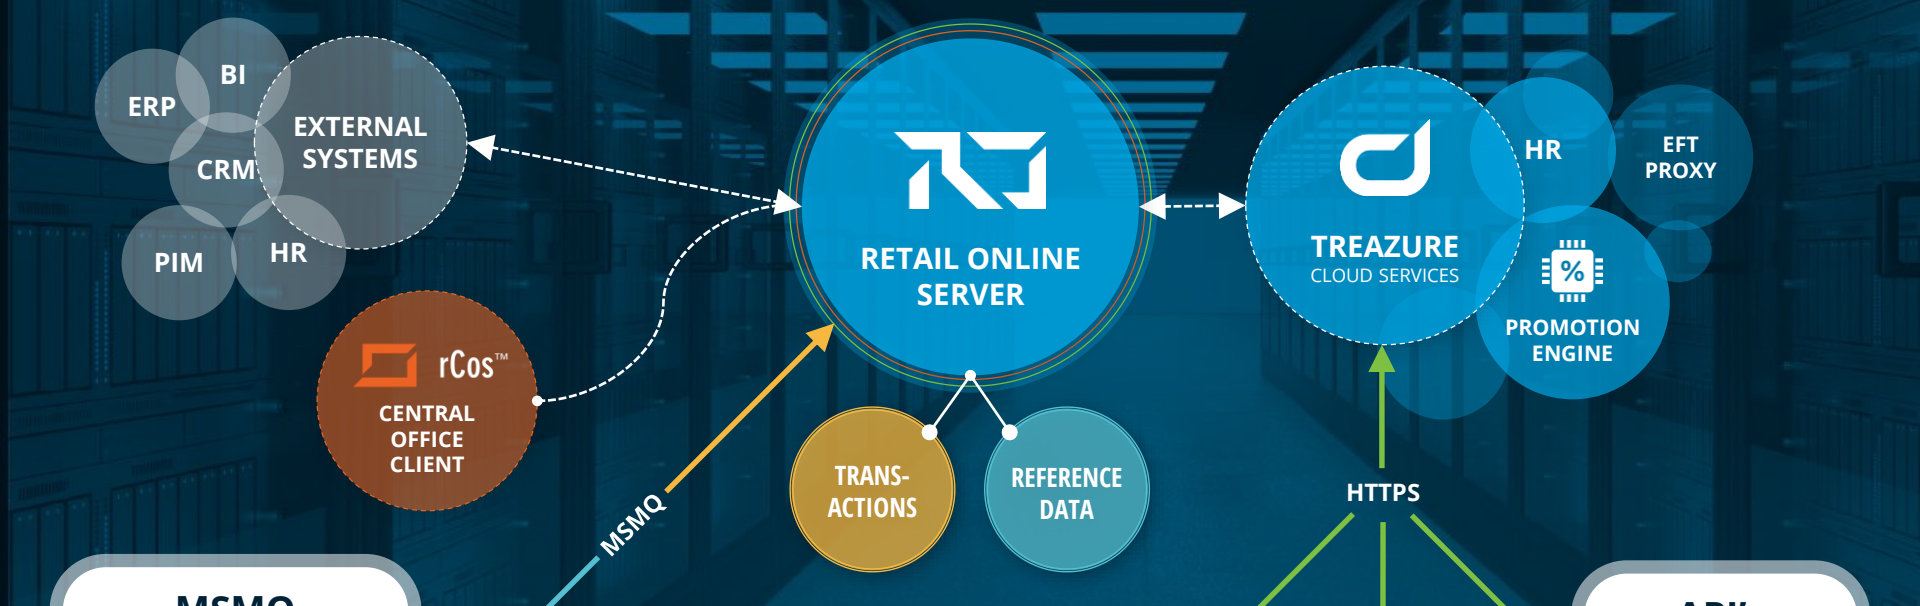 BI
ERP
CRM
PIM
HR
EXTERNAL
SYSTEMS
rCos™
CENTRAL
OFFICE
CLIENT
RETAIL ONLINE
SERVER
TRANS-
ACTIONS
REFERENCE
DATA
MSMQ
TREAZURE
CLOUD SERVICES
HR
EFT
PROXY
%
PROMOTION
ENGINE
HTTPS
MSMQ